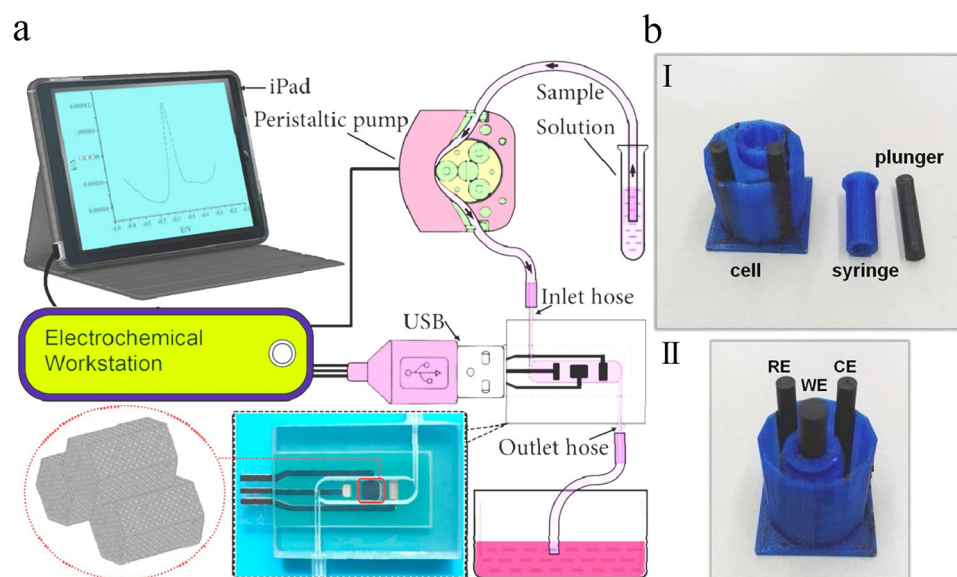 a
b
iPad
Peristaltic pump
Sample
Solution
I
plunger
cell
syringe
Inlet hose
USB
Electrochemical
Workstation
II
RE
WE
CE
Outlet hose
E/V